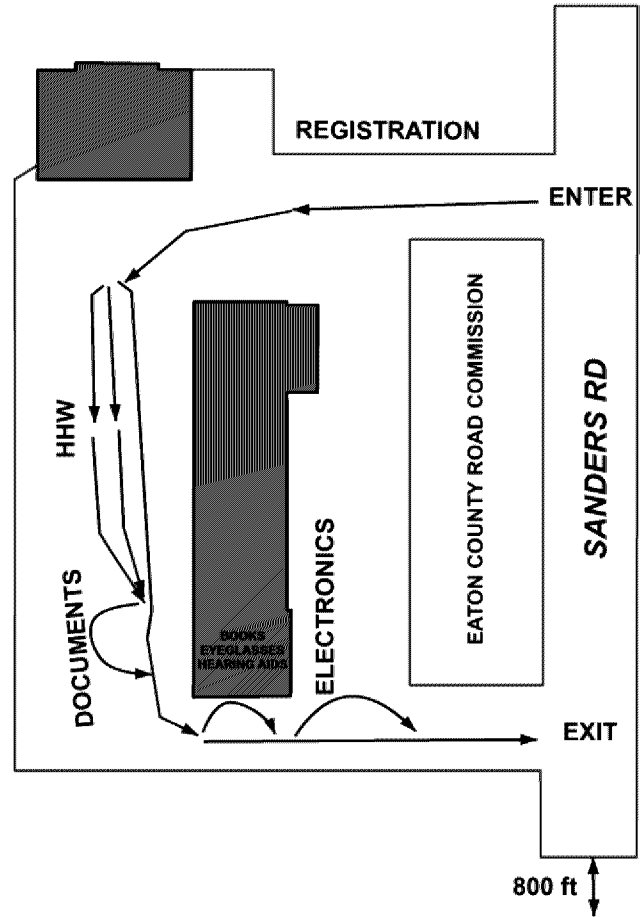 REGISTRATION
ENTER
EATON COUNTY ROAD COMMISSION
SANDERS RD
HHW
DOCUMENTS
BOOKS
EYEGLASSES
HEARING AIDS
ELECTRONICS
EXIT
800 ft